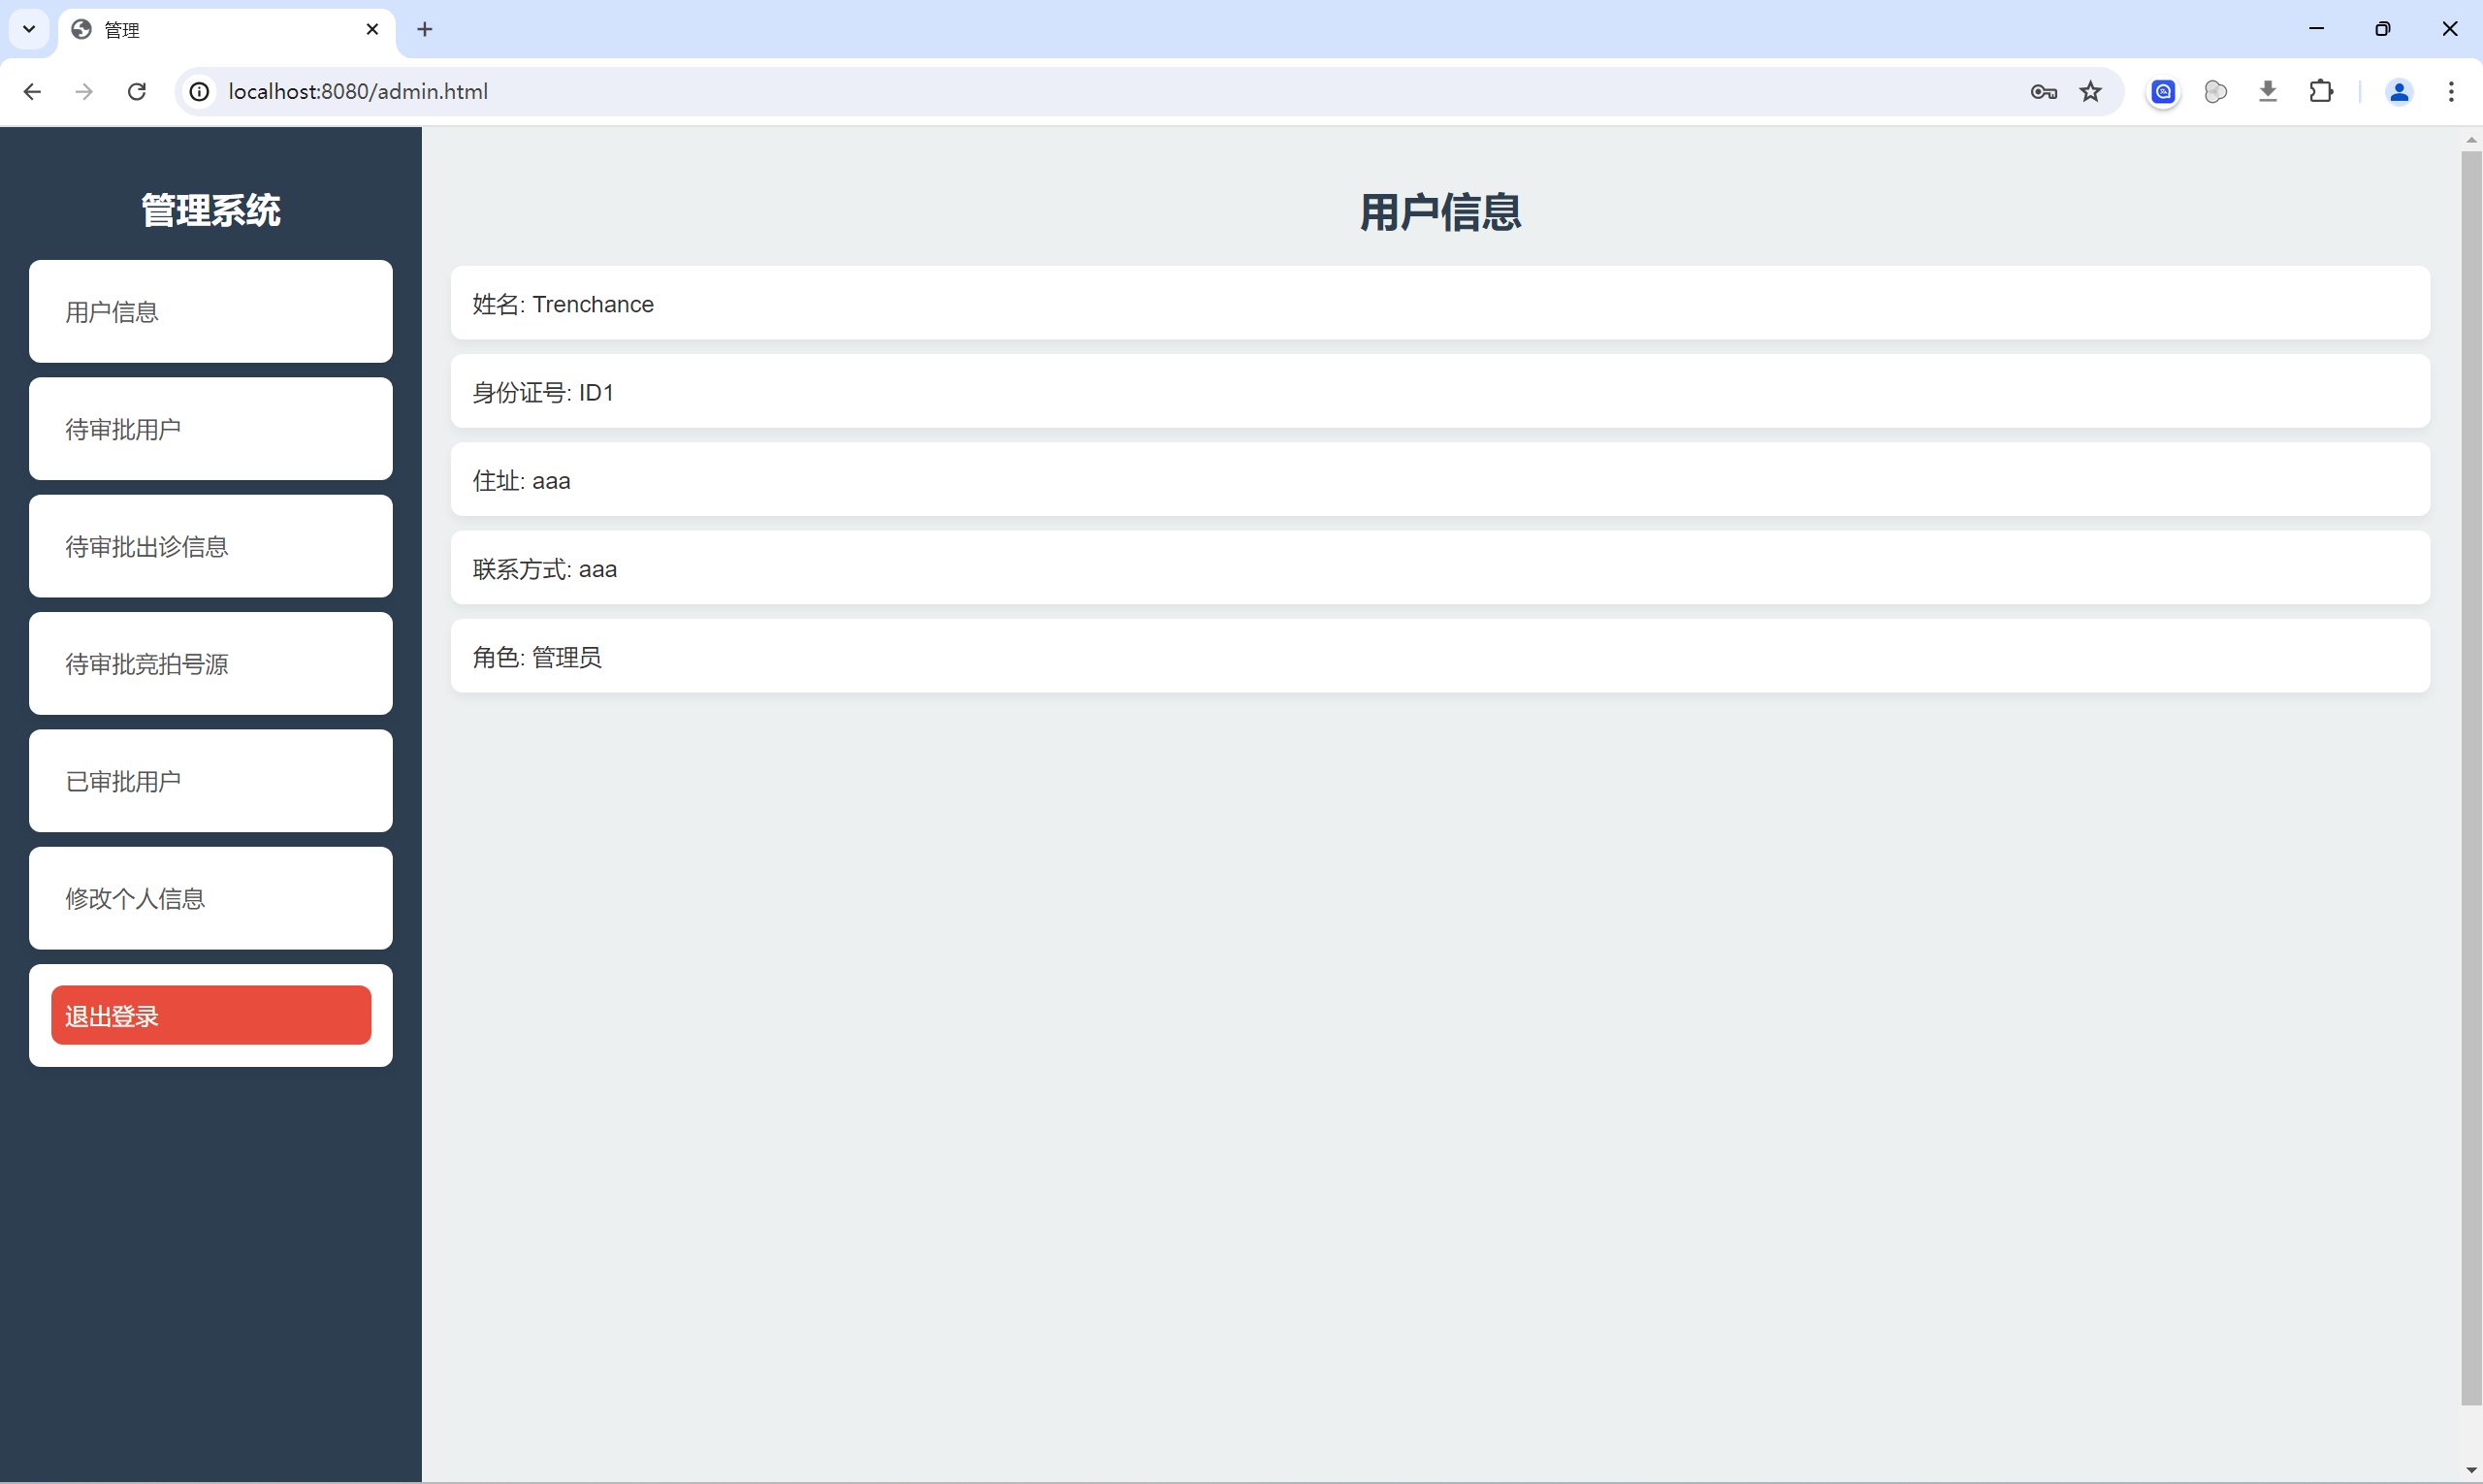 管理
localhost:8080/admin.html
管理系统
用户信息
待审批用户
待审批出诊信息
待审批竞拍号源
已审批用户
修改个人信息
退出登录
用户信息
姓名: Trenchance
身份证号: ID1
住址: aaa
联系方式: aaa
角色: 管理员